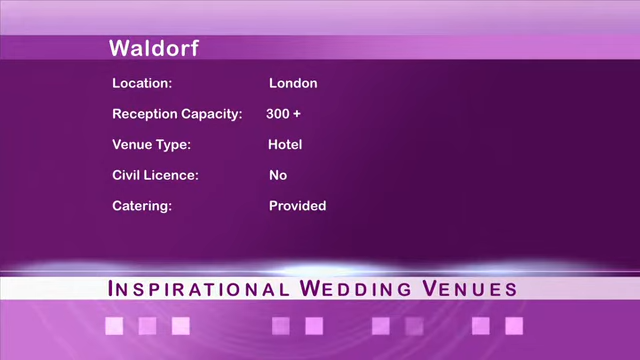 Waldorf
Location: London
Reception Capacity: 300 +
Venue Type: Hotel
Civil Licence: No
Catering: Provided
INSPIRATIONAL WEDDING VENUES